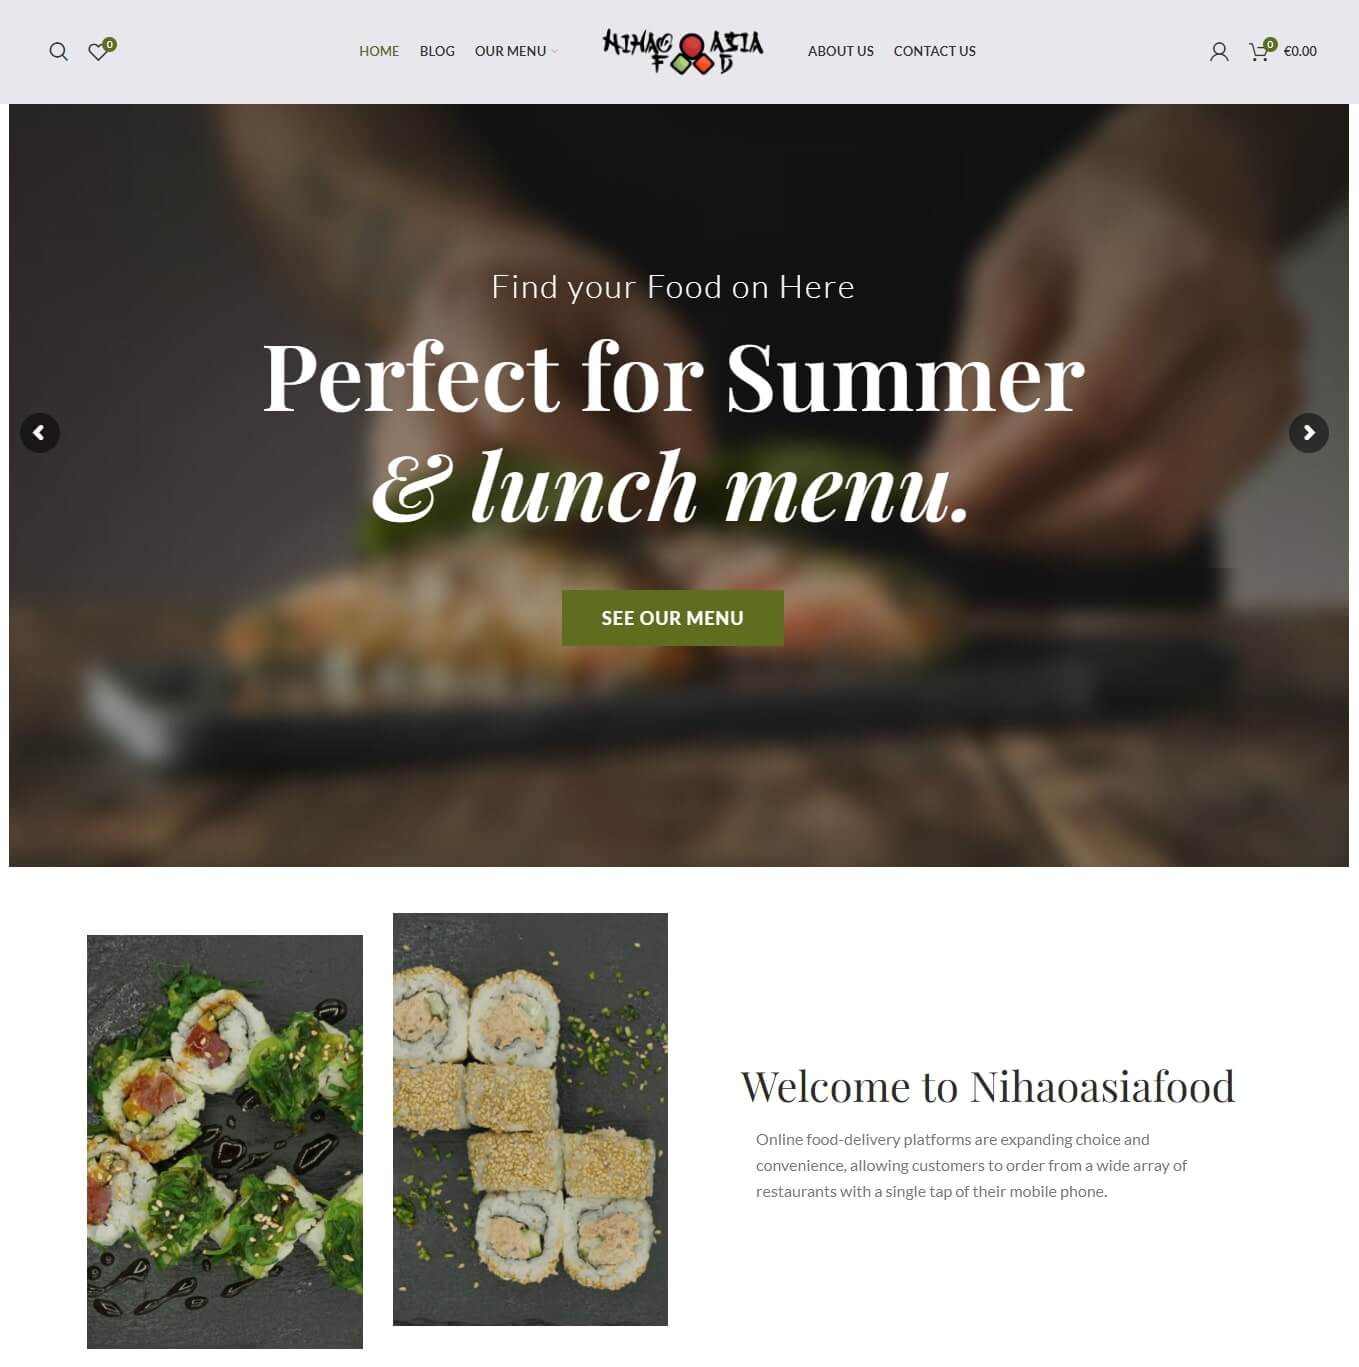 0
HOME
BLOG
OUR MENU
NIHAO ASIA
FOOD
ABOUT US
CONTACT US
0
€0.00
Find your Food on Here
Perfect for Summer
& lunch menu.
SEE OUR MENU
Welcome to Nihaoasiafood
Online food-delivery platforms are expanding choice and
convenience, allowing customers to order from a wide array of
restaurants with a single tap of their mobile phone.